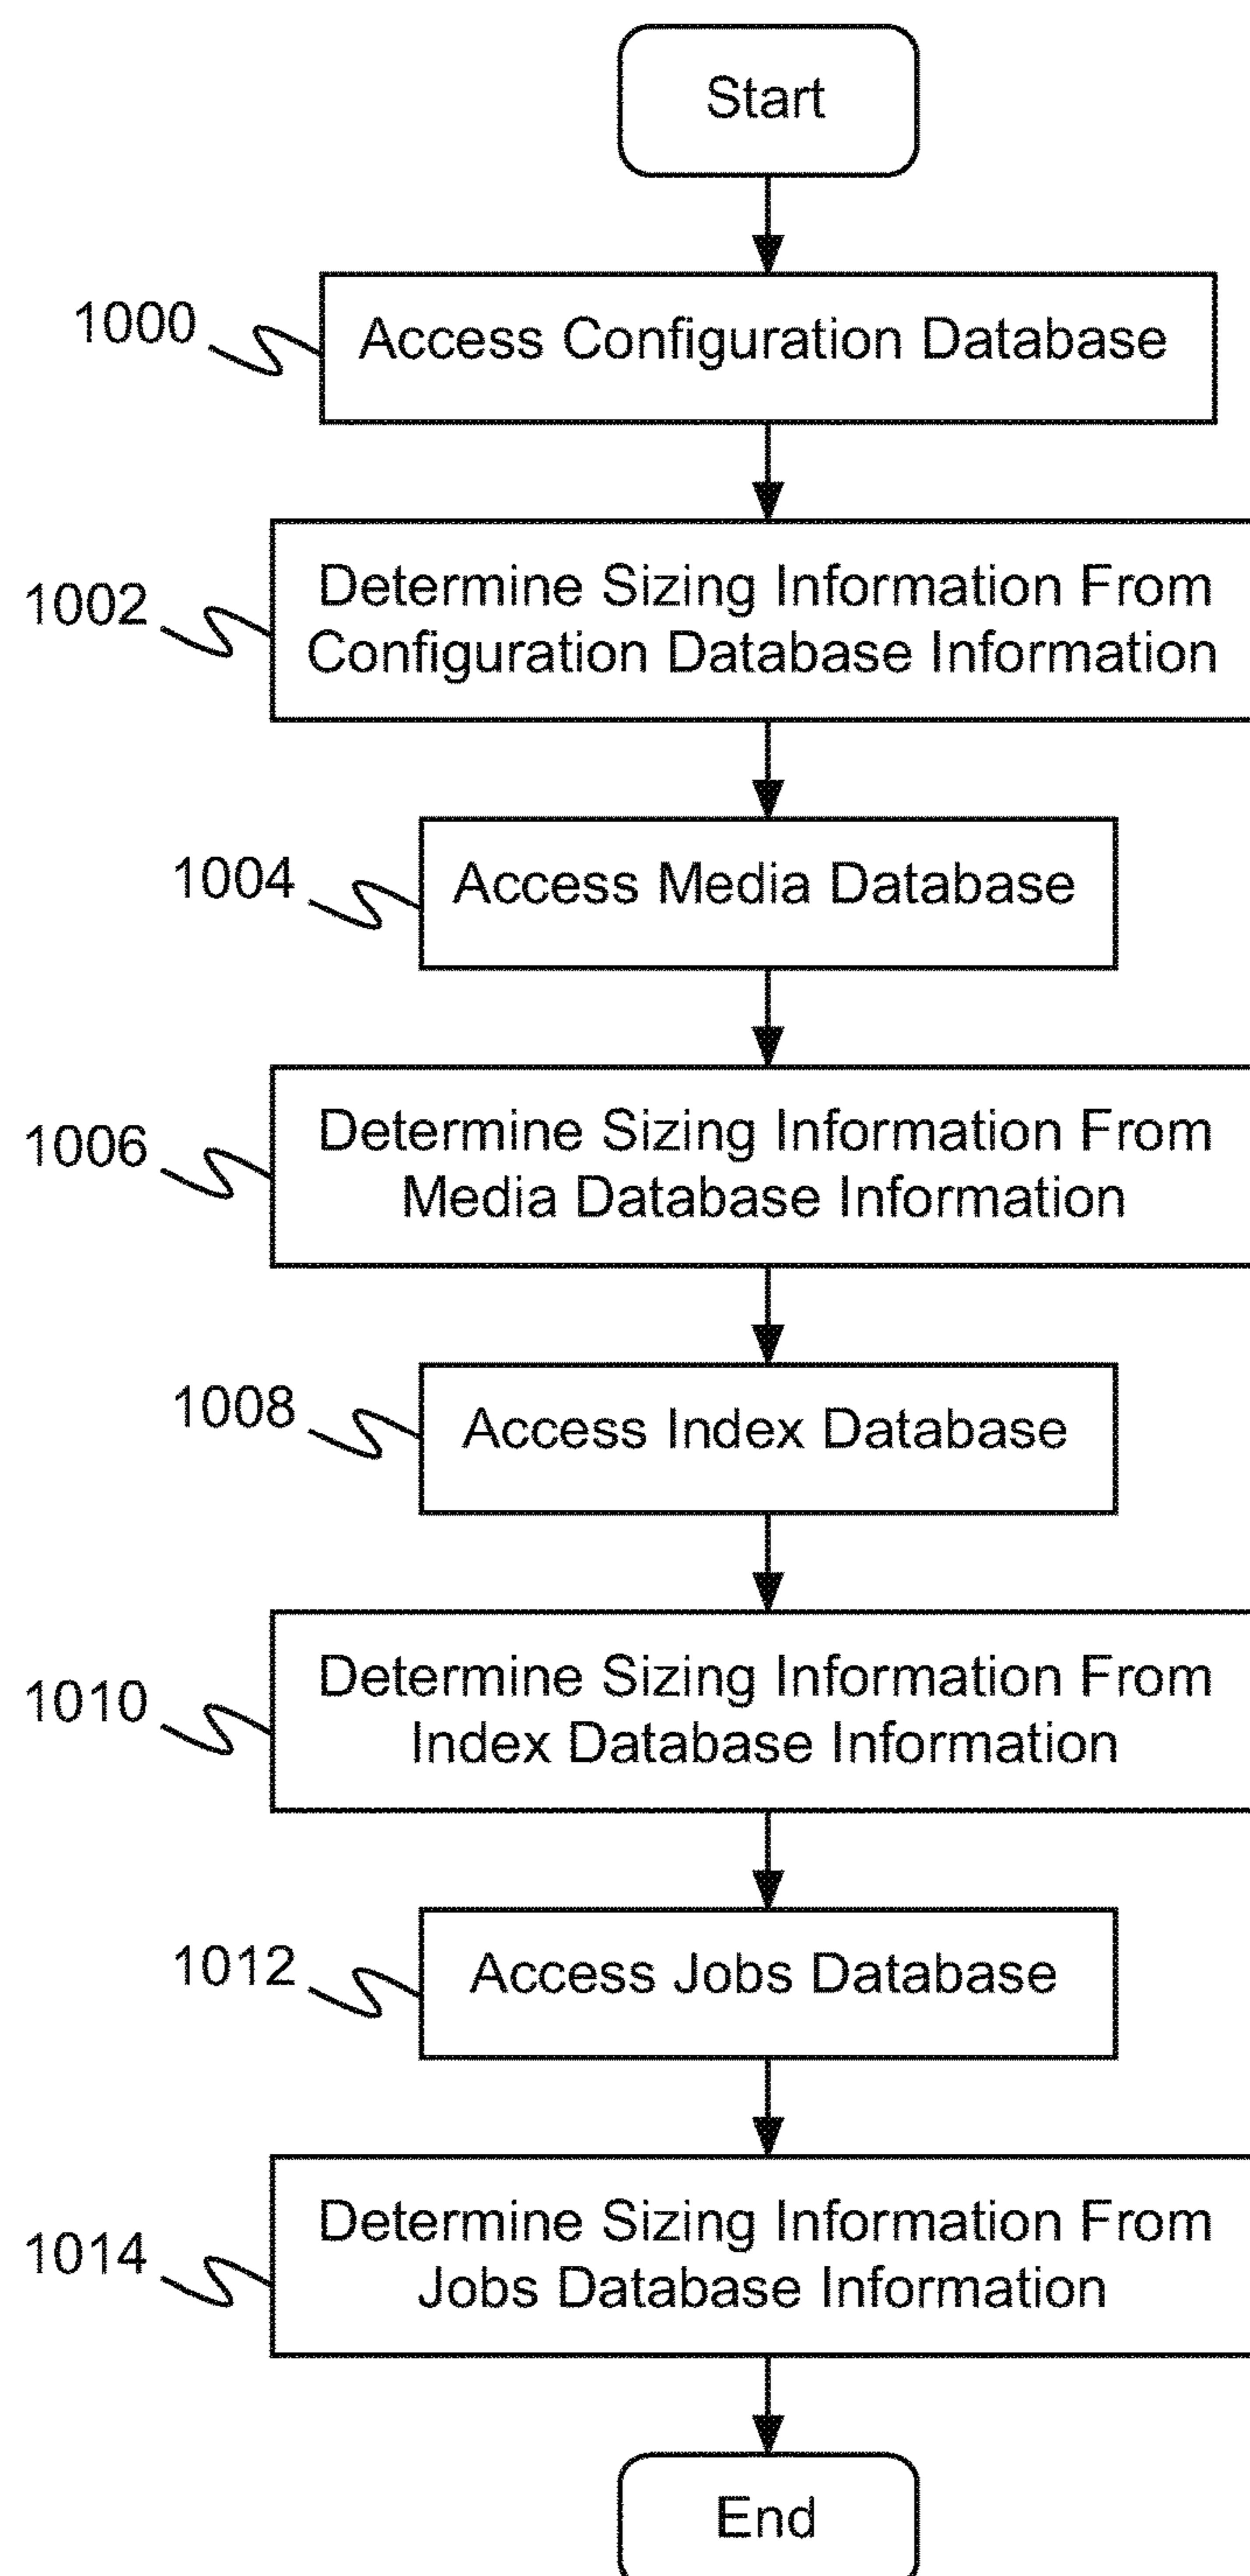 Start
1000
Access Configuration Database
1002
Determine Sizing Information From
Configuration Database Information
1004
Access Media Database
1006
Determine Sizing Information From
Media Database Information
1008
Access Index Database
1010
Determine Sizing Information From
Index Database Information
1012
Access Jobs Database
1014
Determine Sizing Information From
Jobs Database Information
End